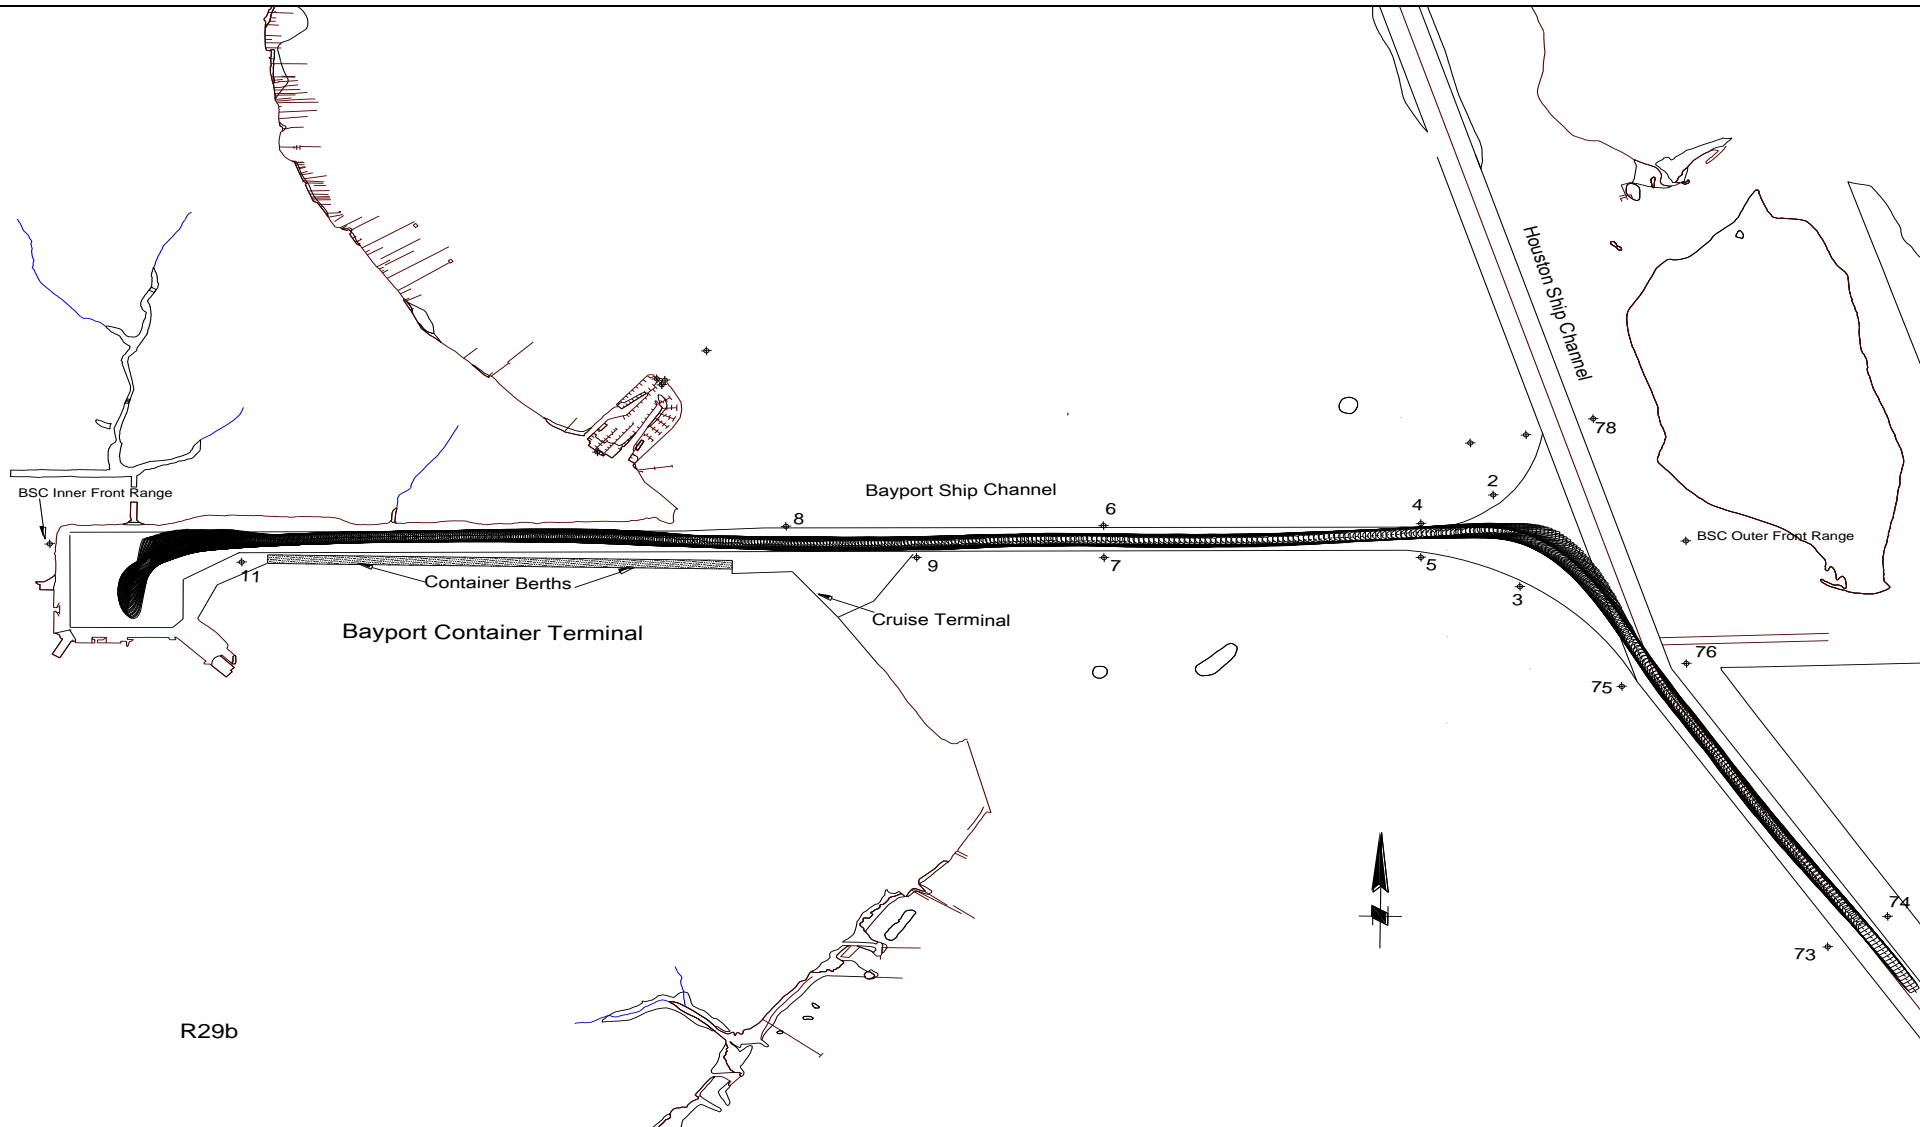 Houston Ship Channel
78
BSC Inner Front Range
Bayport Ship Channel
2
8
6
4
BSC Outer Front Range
11
Container Berths
9
7
5
3
Cruise Terminal
Bayport Container Terminal
76
75
74
73
R29b